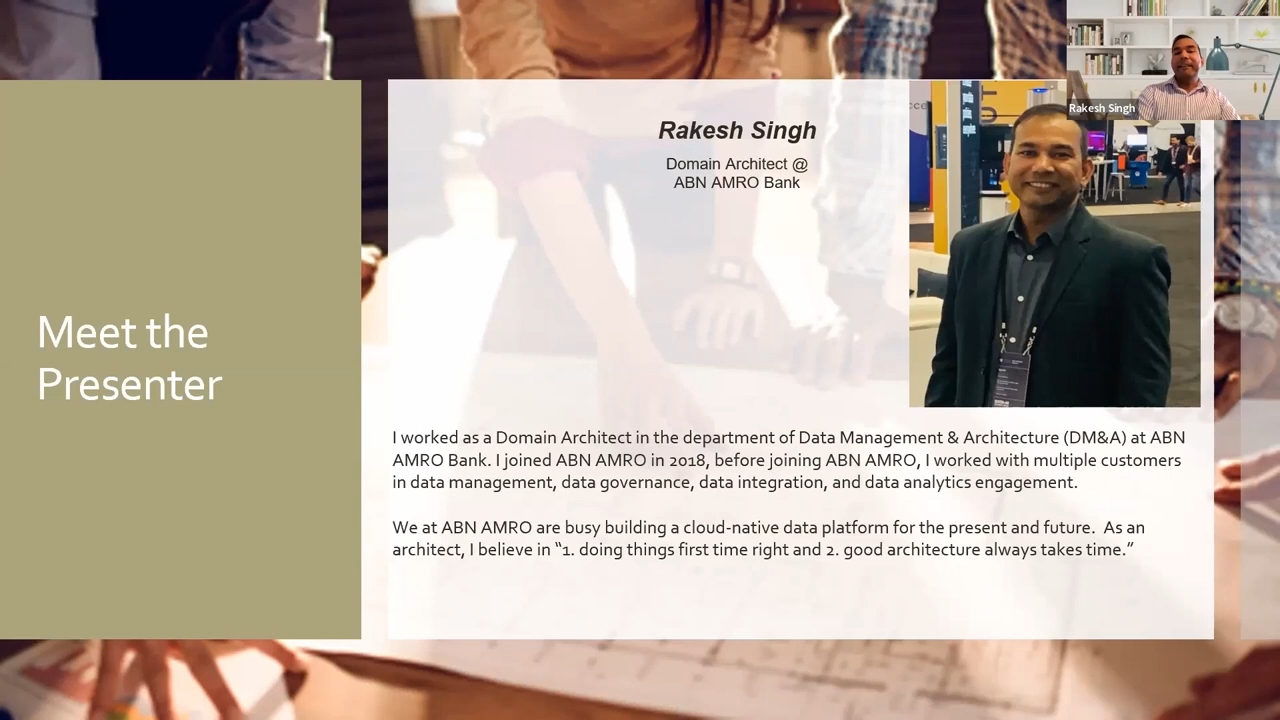 Meet the
Presenter
Rakesh Singh
Domain Architect @
ABN AMRO Bank
Rakesh Singh
I worked as a Domain Architect in the department of Data Management & Architecture (DM&A) at ABN
AMRO Bank. I joined ABN AMRO in 2018, before joining ABN AMRO, I worked with multiple customers
in data management, data governance, data integration, and data analytics engagement.
We at ABN AMRO are busy building a cloud-native data platform for the present and future.  As an
architect, I believe in “1. doing things first time right and 2. good architecture always takes time.”